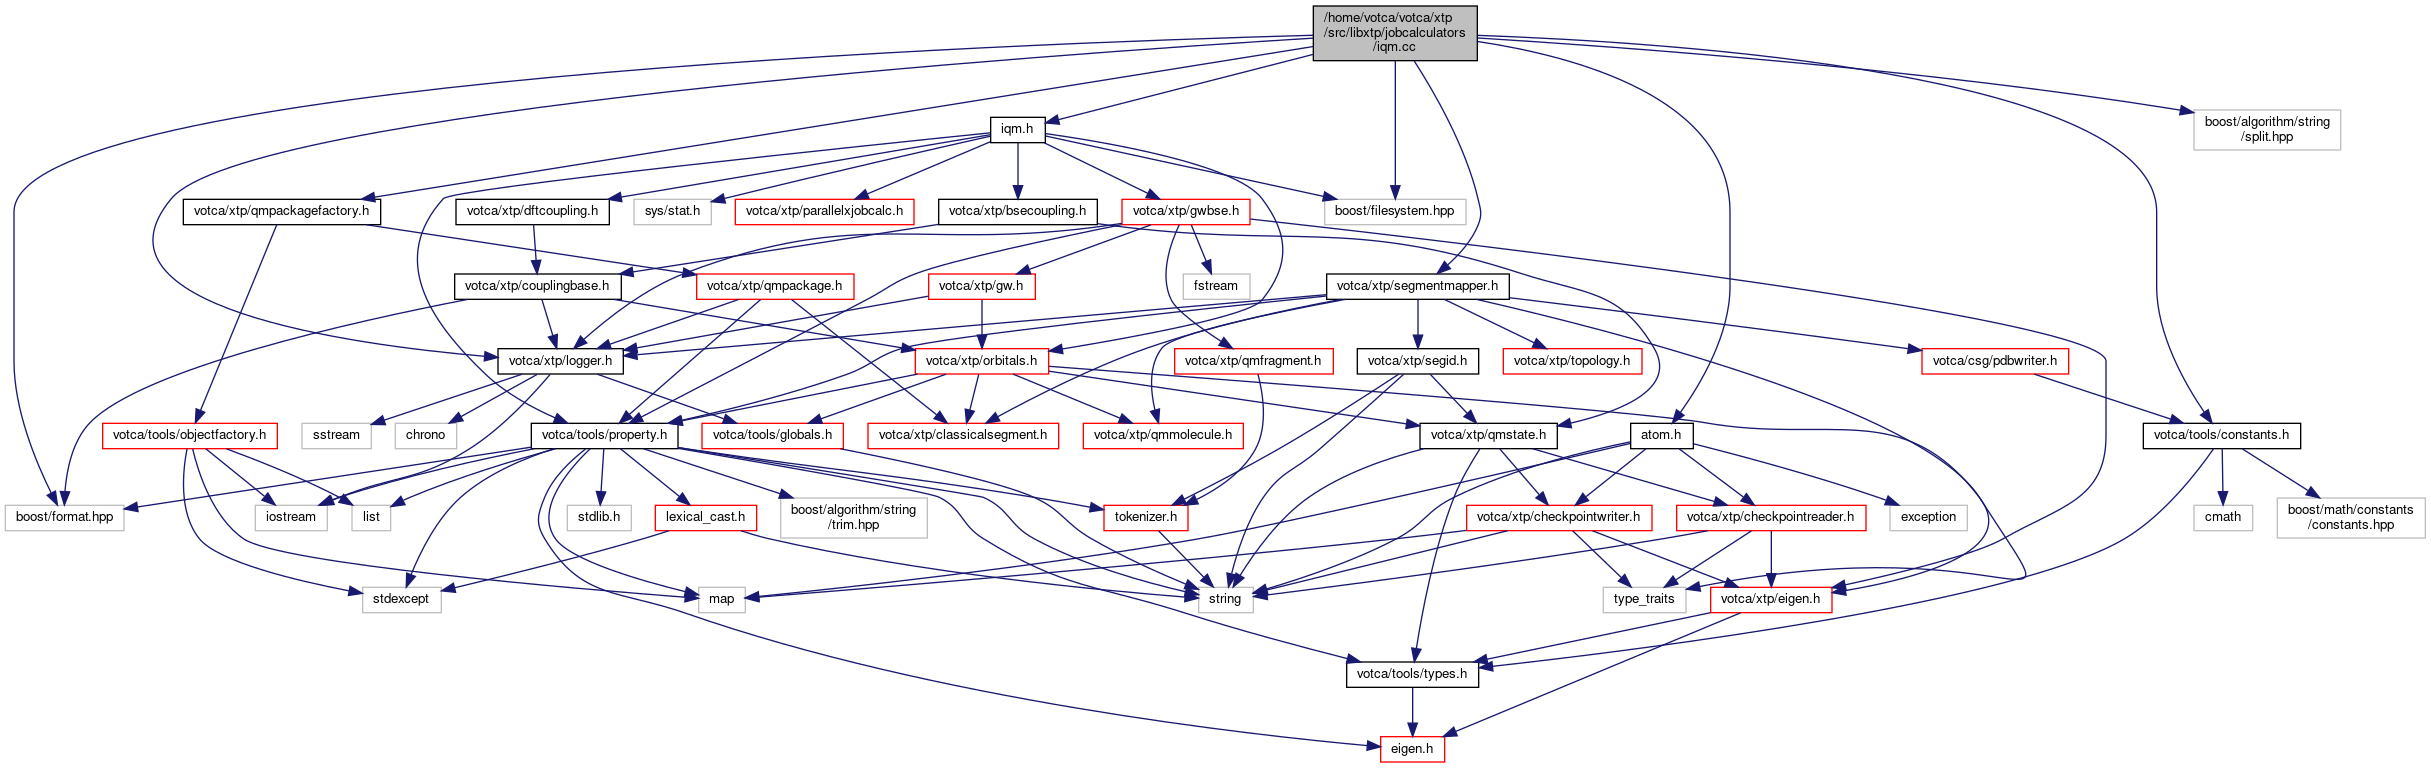 /home/votca/votca/xtp
/src/libxtp/jobcalculators
/iqm.cc
iqm.h
boost/algorithm/string
/split.hpp
votca/xtp/qmpackagefactory.h
votca/xtp/dftcoupling.h
sys/stat.h
votca/xtp/parallelxjobcalc.h
votca/xtp/bsecoupling.h
votca/xtp/gwbse.h
boost/filesystem.hpp
votca/xtp/couplingbase.h
votca/xtp/qmpackage.h
votca/xtp/gw.h
fstream
votca/xtp/segmentmapper.h
votca/xtp/logger.h
votca/xtp/orbitals.h
votca/xtp/qmfragment.h
votca/xtp/segid.h
votca/xtp/topology.h
votca/csg/pdbwriter.h
votca/tools/objectfactory.h
sstream
chrono
votca/tools/property.h
votca/tools/globals.h
votca/xtp/classicalsegment.h
votca/xtp/qmmolecule.h
votca/xtp/qmstate.h
atom.h
votca/tools/constants.h
boost/format.hpp
iostream
list
stdlib.h
lexical_cast.h
boost/algorithm/string
/trim.hpp
tokenizer.h
votca/xtp/checkpointwriter.h
votca/xtp/checkpointreader.h
exception
cmath
boost/math/constants
/constants.hpp
stdexcept
map
string
type_traits
votca/xtp/eigen.h
votca/tools/types.h
eigen.h